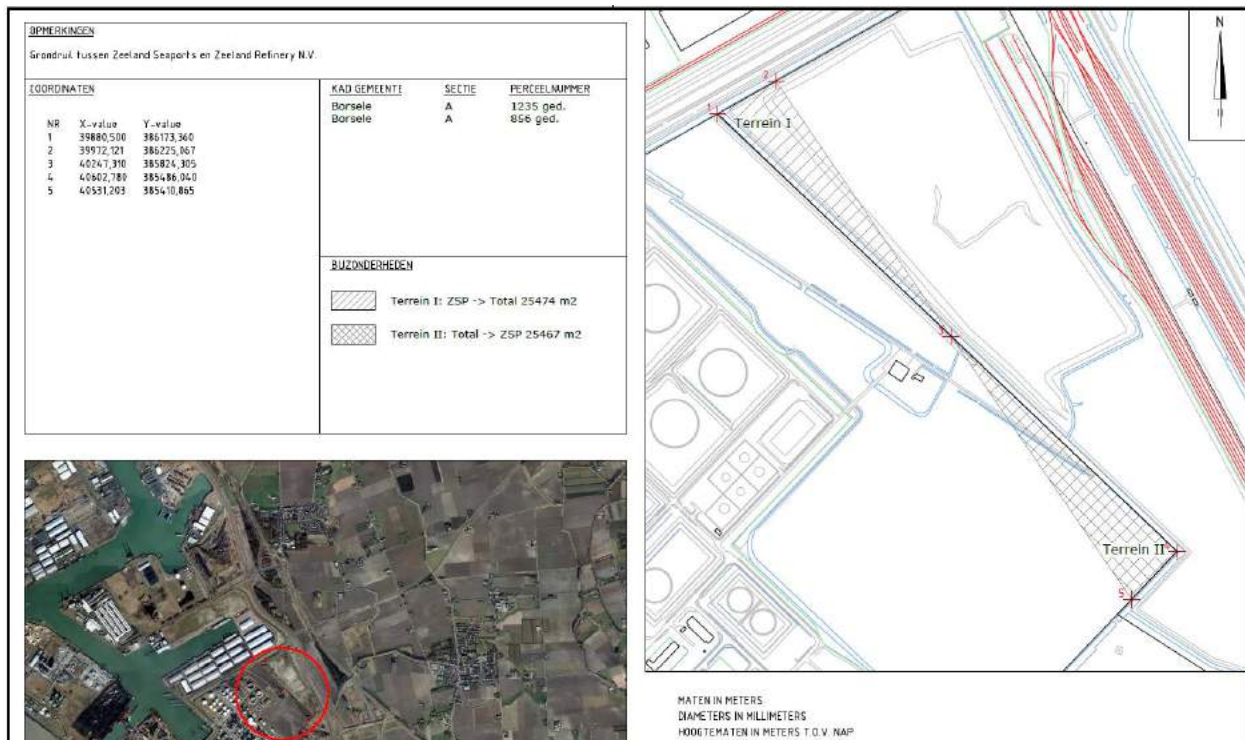 OPMERKINGEN
Grondruil tussen Zeeland Seaports en Zeeland Refinery N.V.
COORDINATEN
NR X-value Y-value
1 39880,500 386173,360
2 39972,121 386225,067
3 40247,310 385824,305
4 40602,780 385486,040
5 40531,203 385410,865
KAD GEMEENTE SECTIE PERCEELNUMMER
Borsele A 1235 ged.
Borsele A 856 ged.
BIJZONDERHEDEN
Terrein I: ZSP -> Total 25474 m2
Terrein II: Total -> ZSP 25467 m2
N
2
1
Terrein I
3
Terrein II
5
MATEN IN METERS
DIAMETERS IN MILLIMETERS
HOOGTEMATEN IN METERS T.O.V. NAP